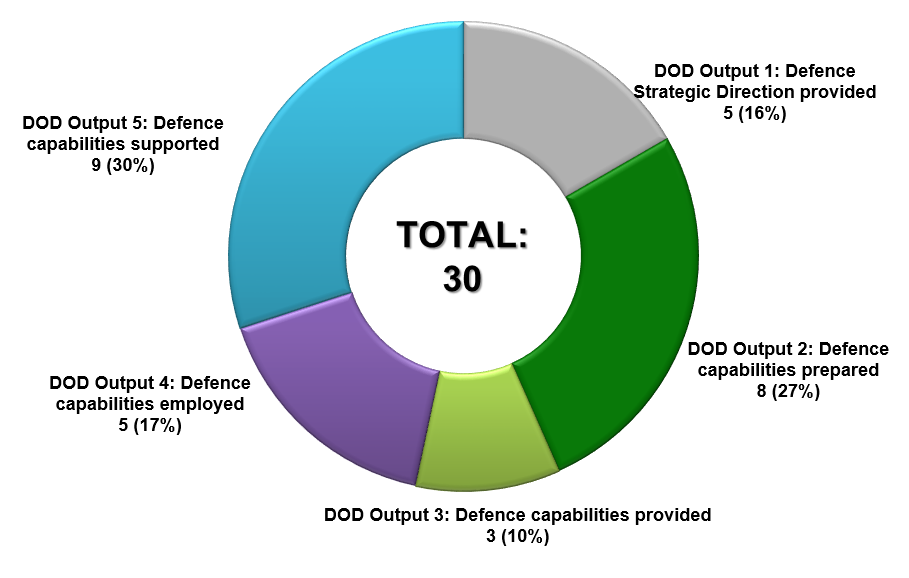 DOD Output 1: Defence
Strategic Direction provided
5 (16%)
DOD Output 5: Defence
capabilities supported
9 (30%)
TOTAL:
30
DOD Output 2: Defence
capabilities prepared
8 (27%)
DOD Output 4: Defence
capabilities employed
5 (17%)
DOD Output 3: Defence capabilities provided
3 (10%)